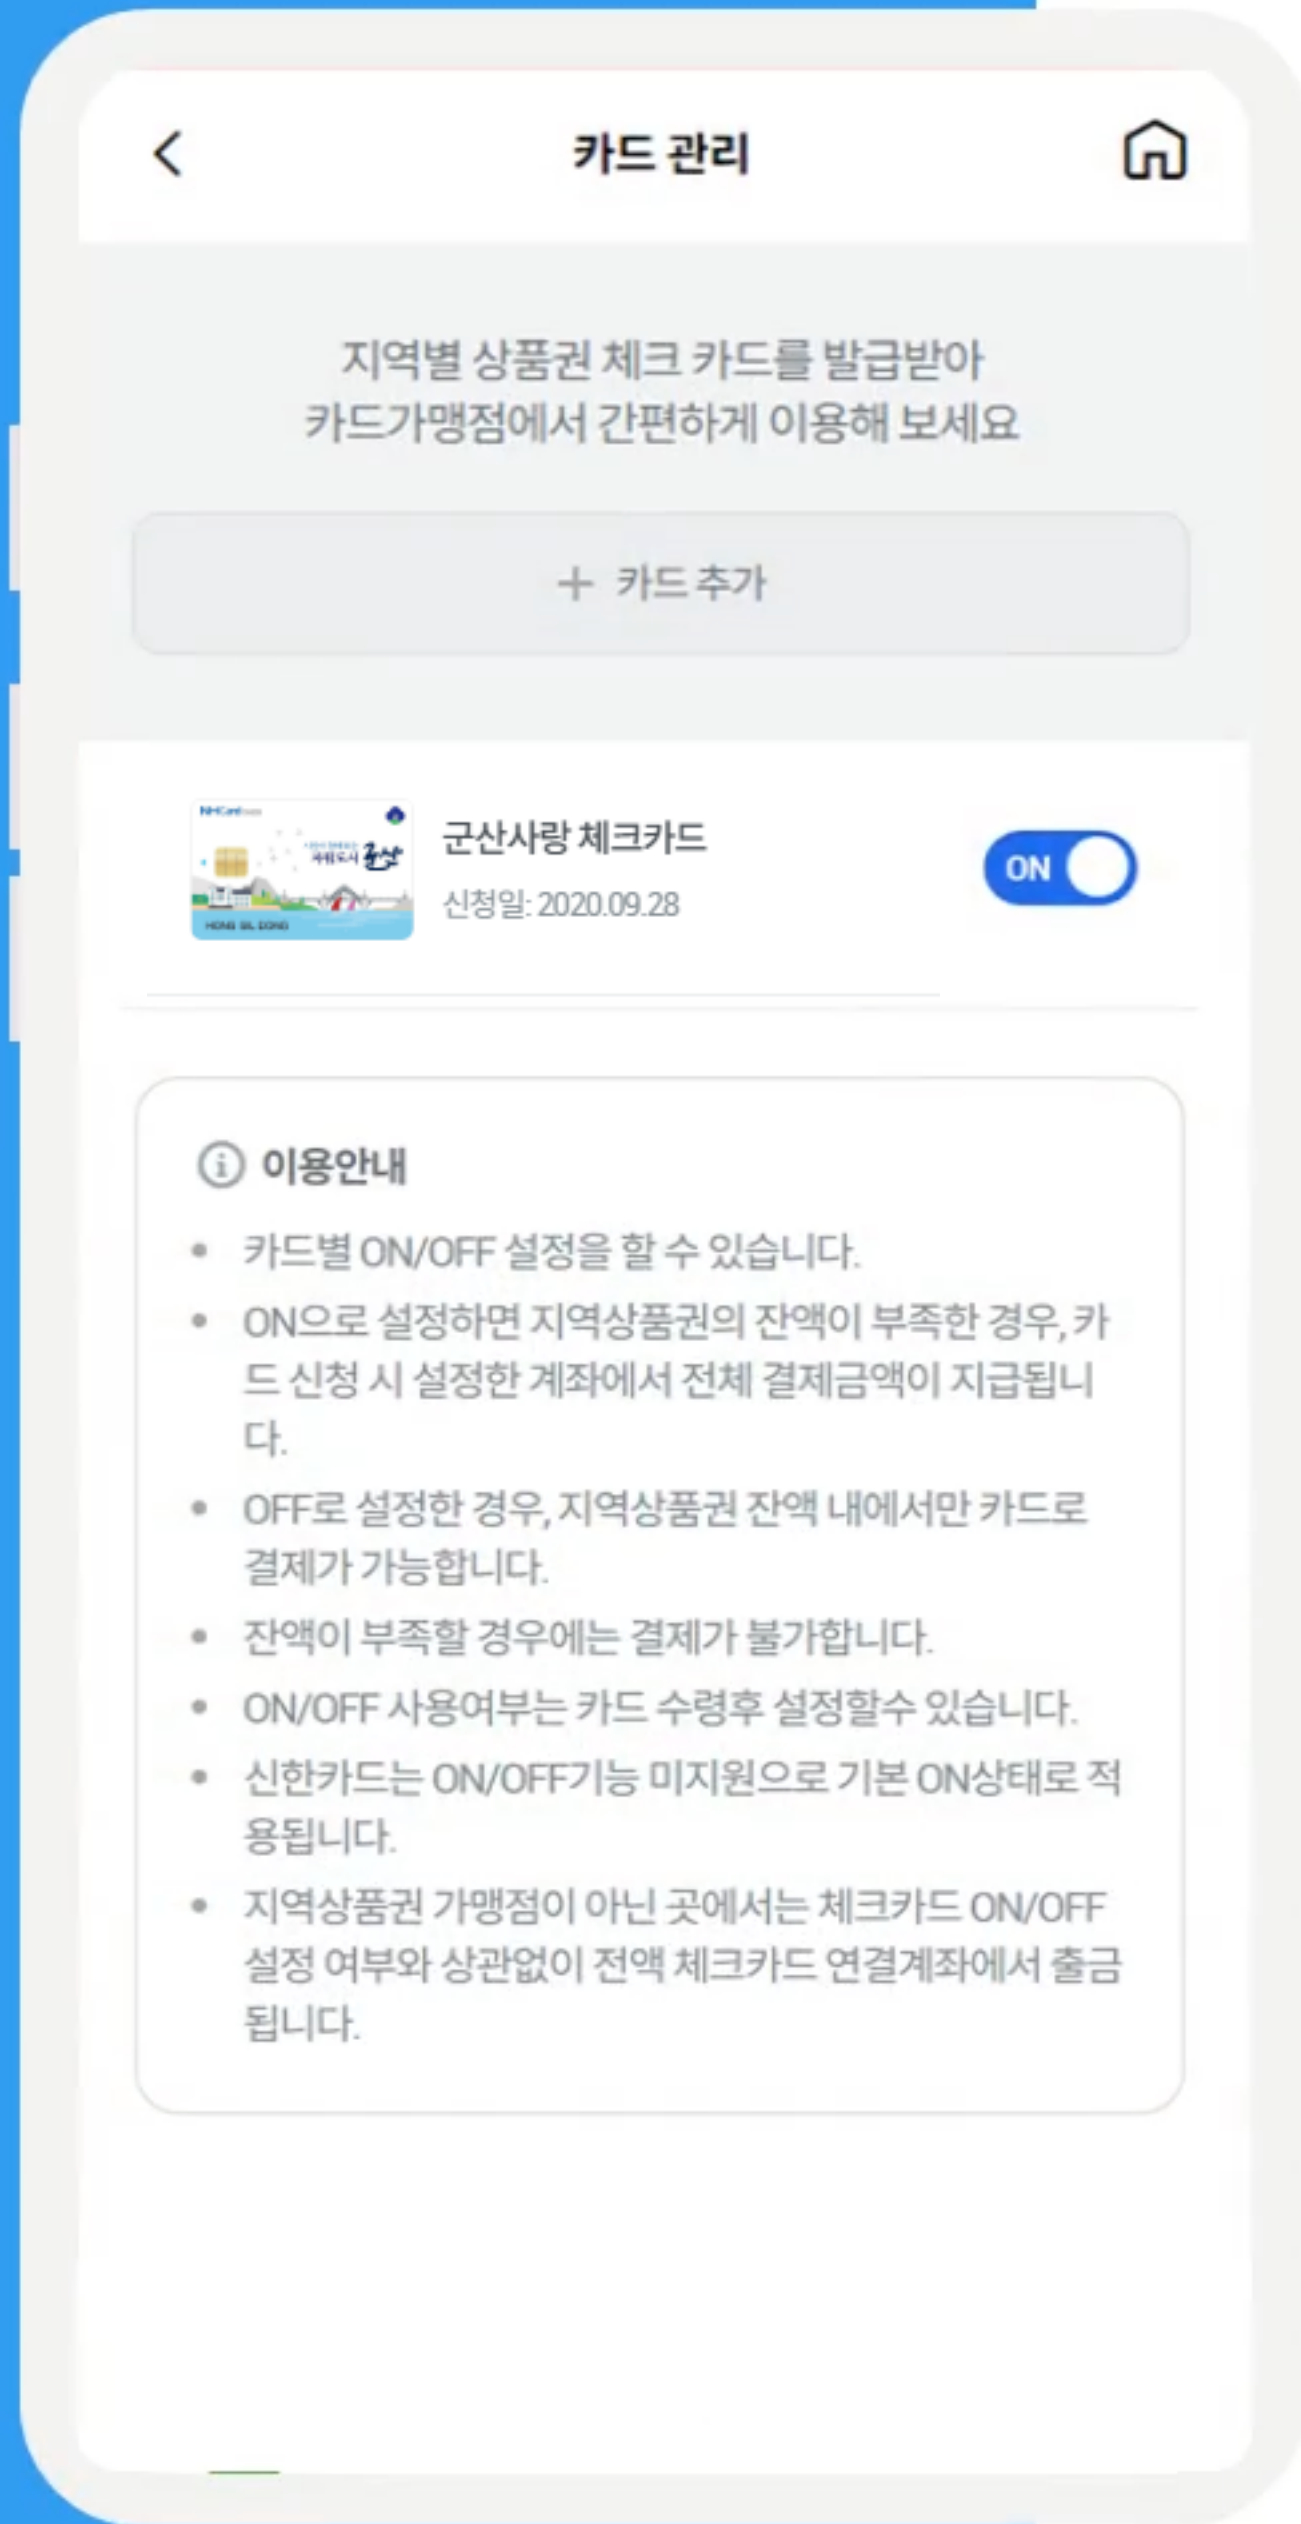 카드 관리
지역별 상품권 체크 카드를 발급받아
카드가맹점에서 간편하게 이용해 보세요
+ 카드 추가
NHCard
자립도시 군산
HONG GIL DONG
군산사랑 체크카드
신청일: 2020.09.28
ON
이용안내
• 카드별 ON/OFF 설정을 할 수 있습니다.
• ON으로 설정하면 지역상품권의 잔액이 부족한 경우, 카
드 신청 시 설정한 계좌에서 전체 결제금액이 지급됩니
다.
• OFF로 설정한 경우, 지역상품권 잔액 내에서만 카드로
결제가 가능합니다.
• 잔액이 부족할 경우에는 결제가 불가합니다.
• ON/OFF 사용여부는 카드 수령후 설정할수 있습니다.
• 신한카드는 ON/OFF기능 미지원으로 기본 ON상태로 적
용됩니다.
• 지역상품권 가맹점이 아닌 곳에서는 체크카드 ON/OFF
설정 여부와 상관없이 전액 체크카드 연결계좌에서 출금
됩니다.